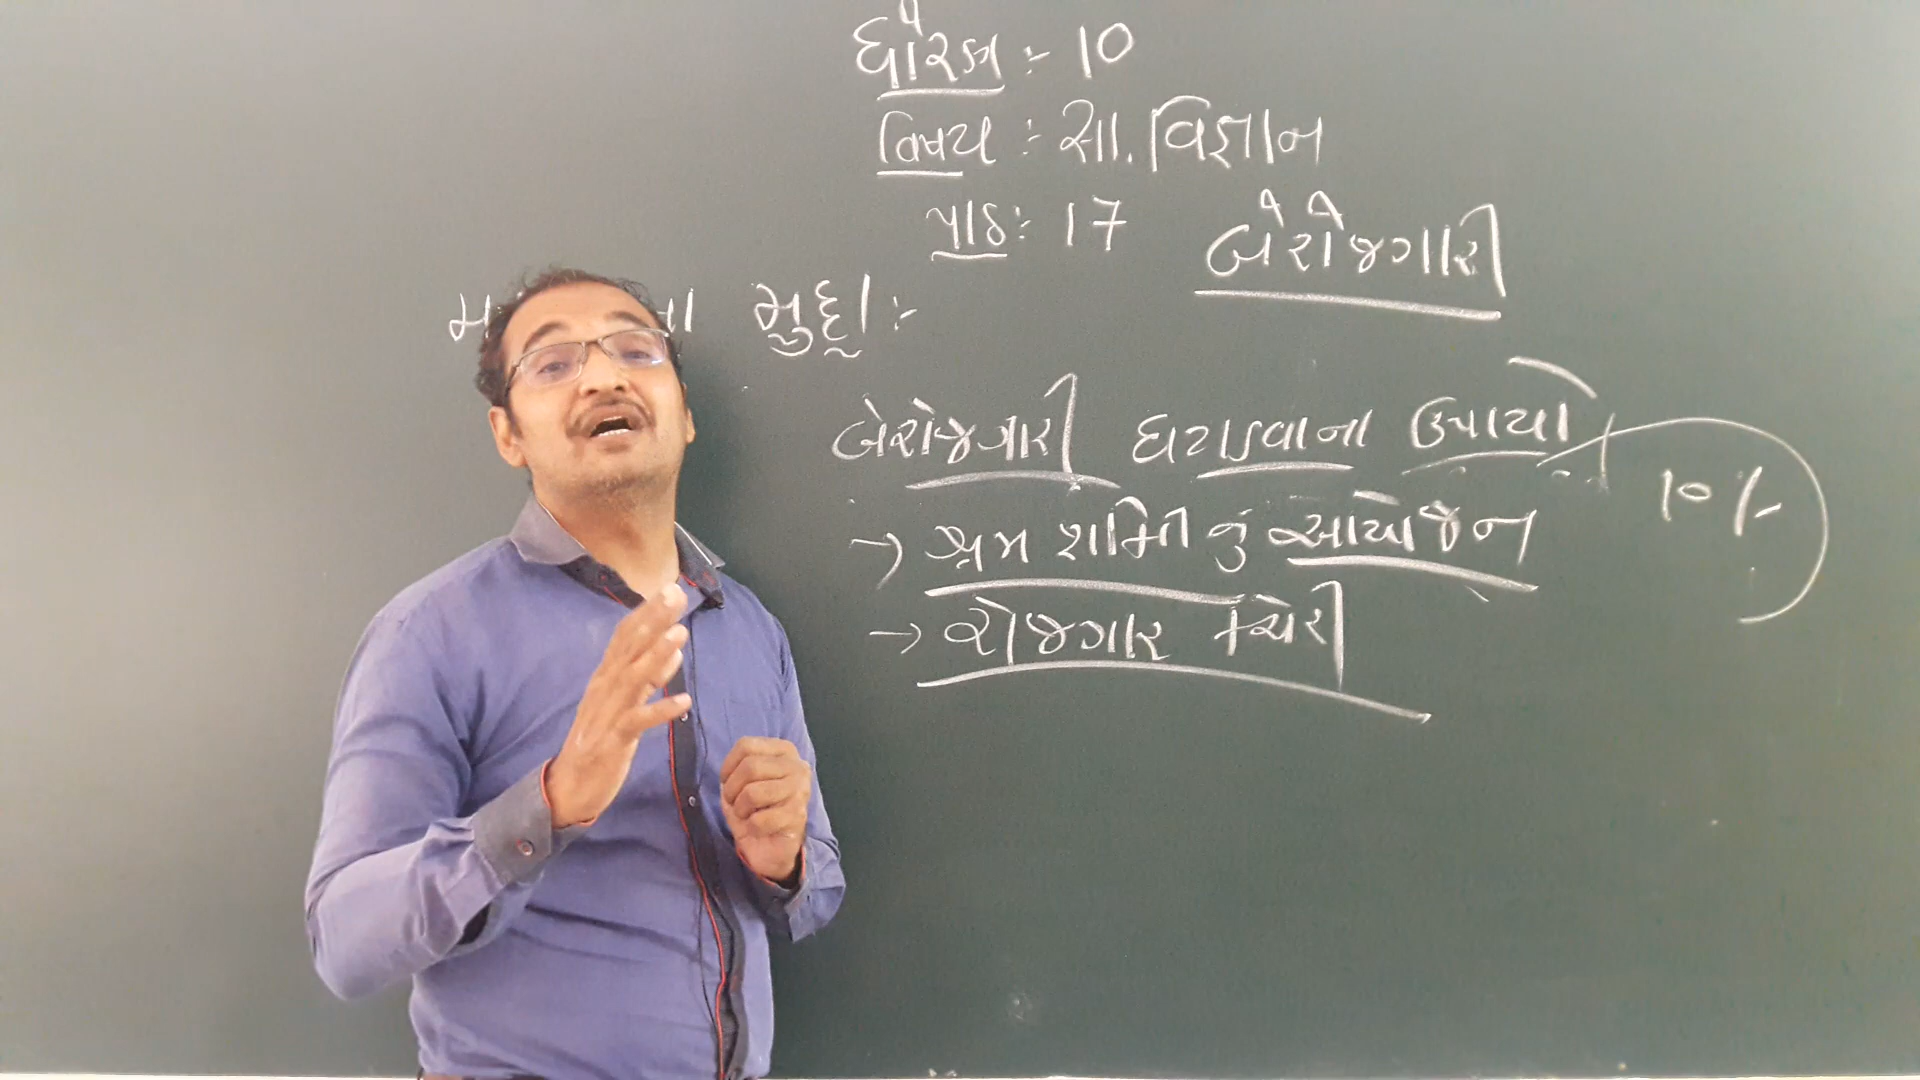 ધોરણ :- 10
વિષય :- સા. વિજ્ઞાન
પાઠ :- 17 બેરોજગારી
મુદ્દા :-
બેરોજગારી ઘટાડવાના ઉપાયો
10 %
→ શ્રમ શક્તિનું આયોજન
→ રોજગાર કચેરી